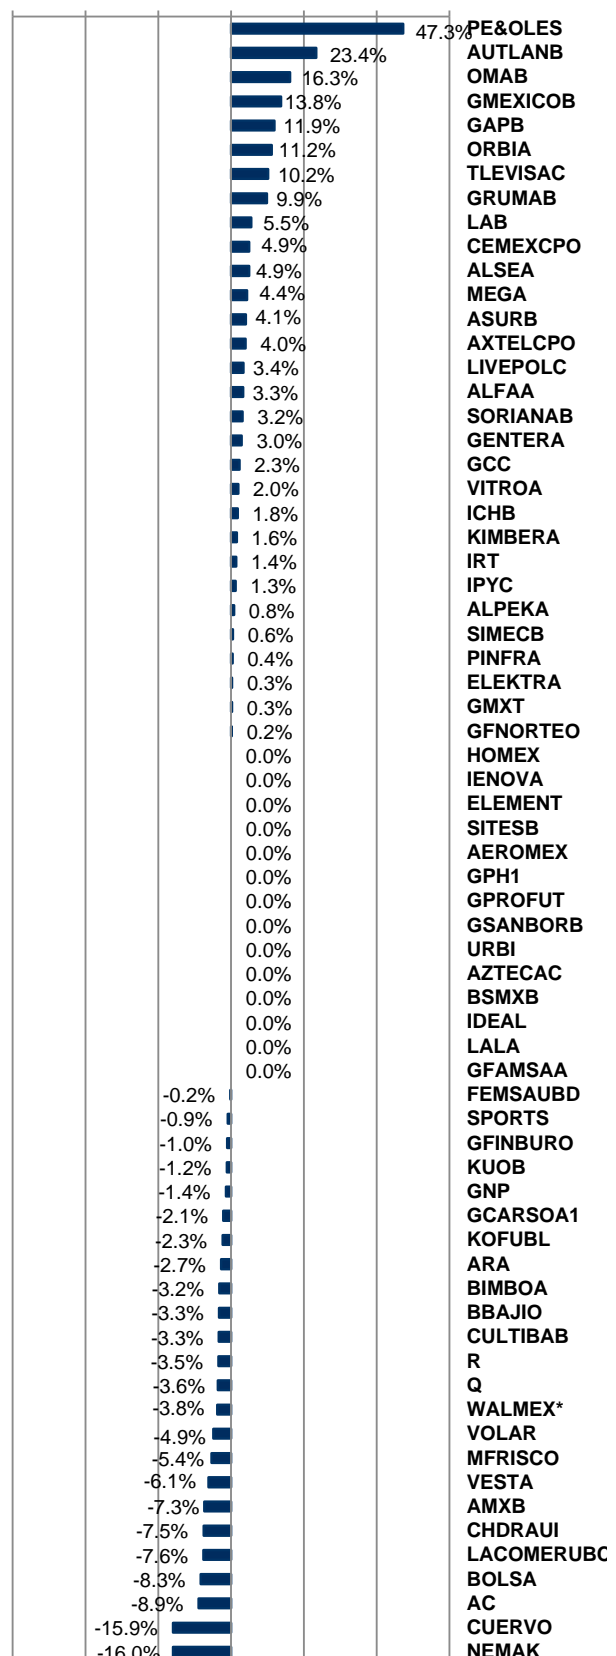 47.3% PE&OLES
23.4% AUTLANB
16.3% OMAB
13.8% GMEXICOB
11.9% GAPB
11.2% ORBIA
10.2% TLEVISAC
9.9% GRUMAB
5.5% LAB
4.9% CEMEXCPO
4.9% ALSEA
4.4% MEGA
4.1% ASURB
4.0% AXTELCPO
3.4% LIVEPOLC
3.3% ALFAA
3.2% SORIANAB
3.0% GENTERA
2.3% GCC
2.0% VITROA
1.8% ICHB
1.6% KIMBERA
1.4% IRT
1.3% IPYC
0.8% ALPEKA
0.6% SIMECB
0.4% PINFRA
0.3% ELEKTRA
0.3% GMXT
0.2% GFNORTEO
0.0% HOMEX
0.0% IENOVA
0.0% ELEMENT
0.0% SITESB
0.0% AEROMEX
0.0% GPH1
0.0% GPROFUT
0.0% GSANBORB
0.0% URBI
0.0% AZTECAC
0.0% BSMXB
0.0% IDEAL
0.0% LALA
0.0% GFAMSAA
-0.2% FEMSAUBD
-0.9% SPORTS
-1.0% GFINBURO
-1.2% KUOB
-1.4% GNP
-2.1% GCARSOA1
-2.3% KOFUBL
-2.7% ARA
-3.2% BIMBOA
-3.3% BBAJIO
-3.3% CULTIBAB
-3.5% R
-3.6% Q
-3.8% WALMEX*
-4.9% VOLAR
-5.4% MFRISCO
-6.1% VESTA
-7.3% AMXB
-7.5% CHDRAUI
-7.6% LACOMERUBC
-8.3% BOLSA
-8.9% AC
-15.9% CUERVO
-16.0% NEMAK